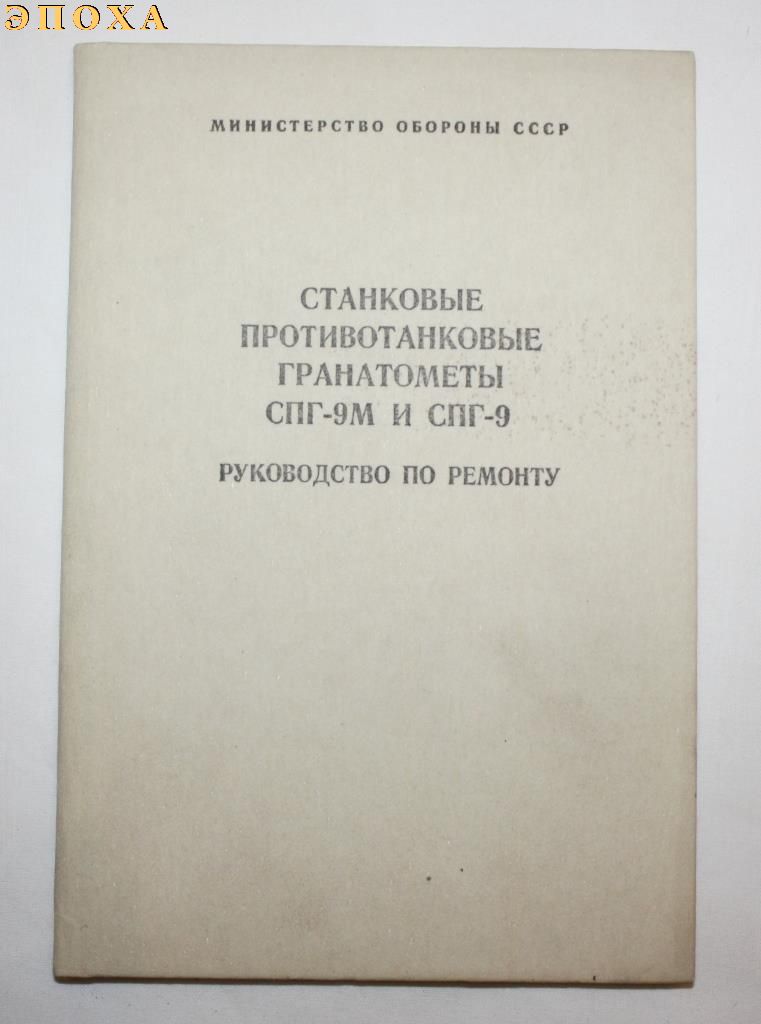 ЭПОХА
МИНИСТЕРСТВО ОБОРОНЫ СССР
СТАНКОВЫЕ
ПРОТИВОТАНКОВЫЕ
ГРАНАТОМЕТЫ
СПГ-9М И СПГ-9
РУКОВОДСТВО ПО РЕМОНТУ